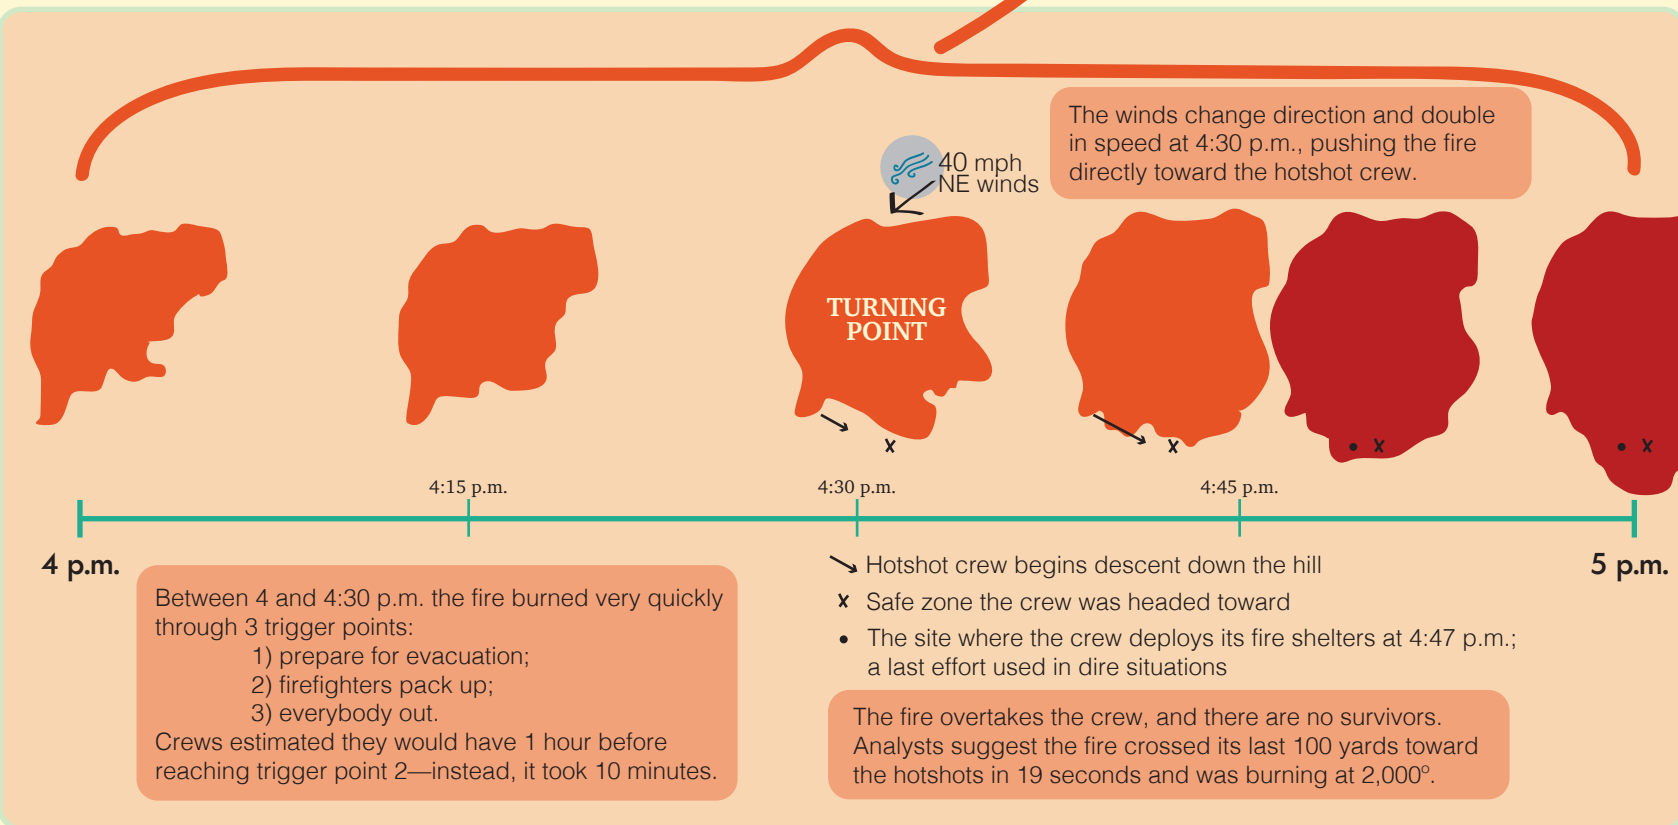 The winds change direction and double
in speed at 4:30 p.m., pushing the fire
directly toward the hotshot crew.
40 mph
NE winds
TURNING
POINT
x
x
x
x
4:15 p.m.
4:30 p.m.
4:45 p.m.
4 p.m.
5 p.m.
Between 4 and 4:30 p.m. the fire burned very quickly
through 3 trigger points:
1) prepare for evacuation;
2) firefighters pack up;
3) everybody out.
Crews estimated they would have 1 hour before
reaching trigger point 2—instead, it took 10 minutes.
Hotshot crew begins descent down the hill
x Safe zone the crew was headed toward
• The site where the crew deploys its fire shelters at 4:47 p.m.;
a last effort used in dire situations
The fire overtakes the crew, and there are no survivors.
Analysts suggest the fire crossed its last 100 yards toward
the hotshots in 19 seconds and was burning at 2,000º.